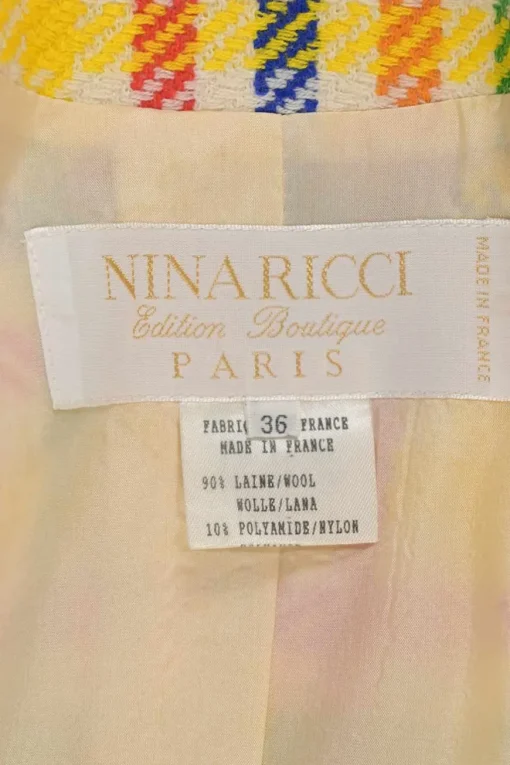 NINA RICCI
Edition Boutique
PARIS
MADE IN FRANCE
36
FABRI FRANCE
MADE IN FRANCE
90% LAINE/WOOL
WOLLE/LANA
10% POLYAMIDE/NYLON